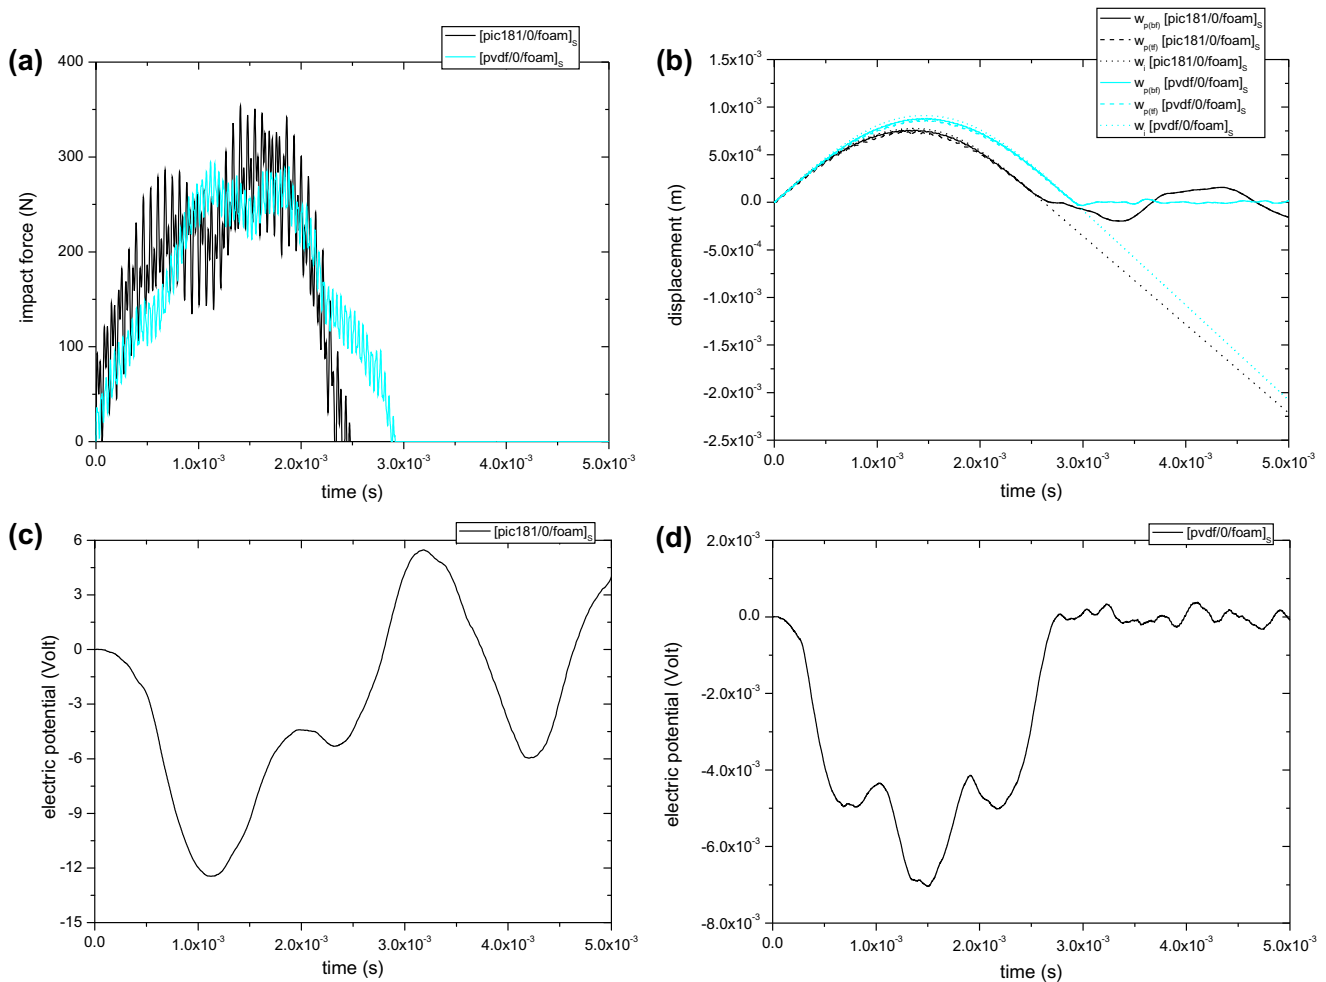 (a)
[pic181/0/foam]S
[pvdf/0/foam]S
400
300
200
100
0
impact force (N)
0.0 1.0x10⁻³ 2.0x10⁻³ 3.0x10⁻³ 4.0x10⁻³ 5.0x10⁻³
time (s)
(b)
wp(bf) [pic181/0/foam]S
wp(tf) [pic181/0/foam]S
wi [pic181/0/foam]S
wp(bf) [pvdf/0/foam]S
wp(tf) [pvdf/0/foam]S
wi [pvdf/0/foam]S
1.5x10⁻³
1.0x10⁻³
5.0x10⁻⁴
0.0
-5.0x10⁻⁴
-1.0x10⁻³
-1.5x10⁻³
-2.0x10⁻³
-2.5x10⁻³
displacement (m)
0.0 1.0x10⁻³ 2.0x10⁻³ 3.0x10⁻³ 4.0x10⁻³ 5.0x10⁻³
time (s)
(c)
[pic181/0/foam]S
6
3
0
-3
-6
-9
-12
-15
electric potential (Volt)
0.0 1.0x10⁻³ 2.0x10⁻³ 3.0x10⁻³ 4.0x10⁻³ 5.0x10⁻³
time (s)
(d)
[pvdf/0/foam]S
2.0x10⁻³
0.0
-2.0x10⁻³
-4.0x10⁻³
-6.0x10⁻³
-8.0x10⁻³
electric potential (Volt)
0.0 1.0x10⁻³ 2.0x10⁻³ 3.0x10⁻³ 4.0x10⁻³ 5.0x10⁻³
time (s)